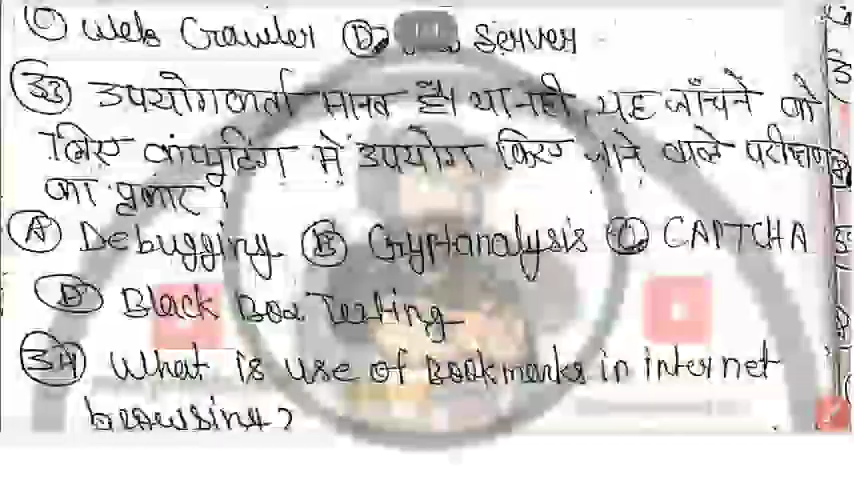 Ⓒ Web Crawler Ⓓ Server
㉝ उपयोगकर्ता मानव है। या नही, यह जाँचने के
लिए कंप्युटिंग में उपयोग किए जाने वाले परीक्षण
का प्रकार?
Ⓐ Debugging Ⓑ Cryptanalysis Ⓒ CAPTCHA
Ⓓ Black Box Testing
㉞ What is use of Bookmarks in internet
browsing?